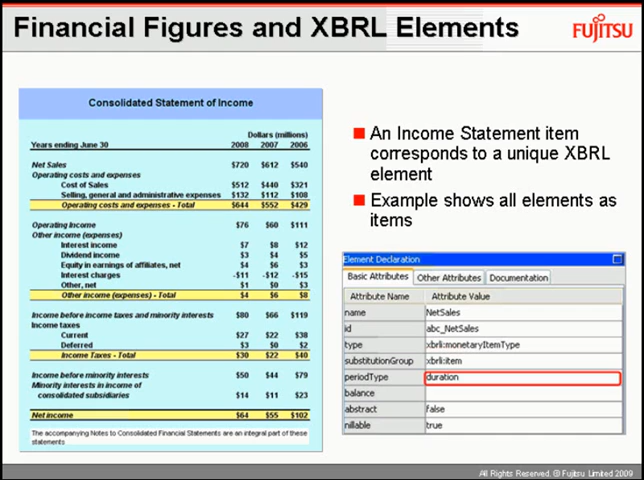 Financial Figures and XBRL Elements
FUJITSU
Consolidated Statement of Income
Dollars (millions)
Years ending June 30 2008 2007 2006
Net Sales $720 $612 $540
Operating costs and expenses
Cost of Sales $512 $440 $321
Selling, general and administrative expenses $132 $112 $108
Operating costs and expenses - Total $644 $552 $429
Operating income $76 $60 $111
Other income (expenses)
Interest income $7 $8 $12
Dividend income $3 $4 $5
Equity in earnings of affiliates, net $4 $6 $3
Interest charges -$11 -$12 -$15
Other, net $1 $0 $3
Other income (expenses) - Total $4 $6 $8
Income before income taxes and minority interests $80 $66 $119
Income taxes
Current $27 $22 $38
Deferred $3 $0 $2
Income Taxes - Total $30 $22 $40
Income before minority interests $50 $44 $79
Minority interests in income of
consolidated subsidiaries $14 $11 $23
Net income $64 $55 $102
The accompanying Notes to Consolidated Financial Statements are an integral part of these
statements
An Income Statement item
corresponds to a unique XBRL
element
Example shows all elements as
items
Element Declaration
Basic Attributes Other Attributes Documentation
Attribute Name Attribute Value
name NetSales
id abc_NetSales
type xbrli:monetaryItemType
substitutionGroup xbrli:item
periodType duration
balance
abstract false
nillable true
All Rights Reserved. © Fujitsu Limited 2009